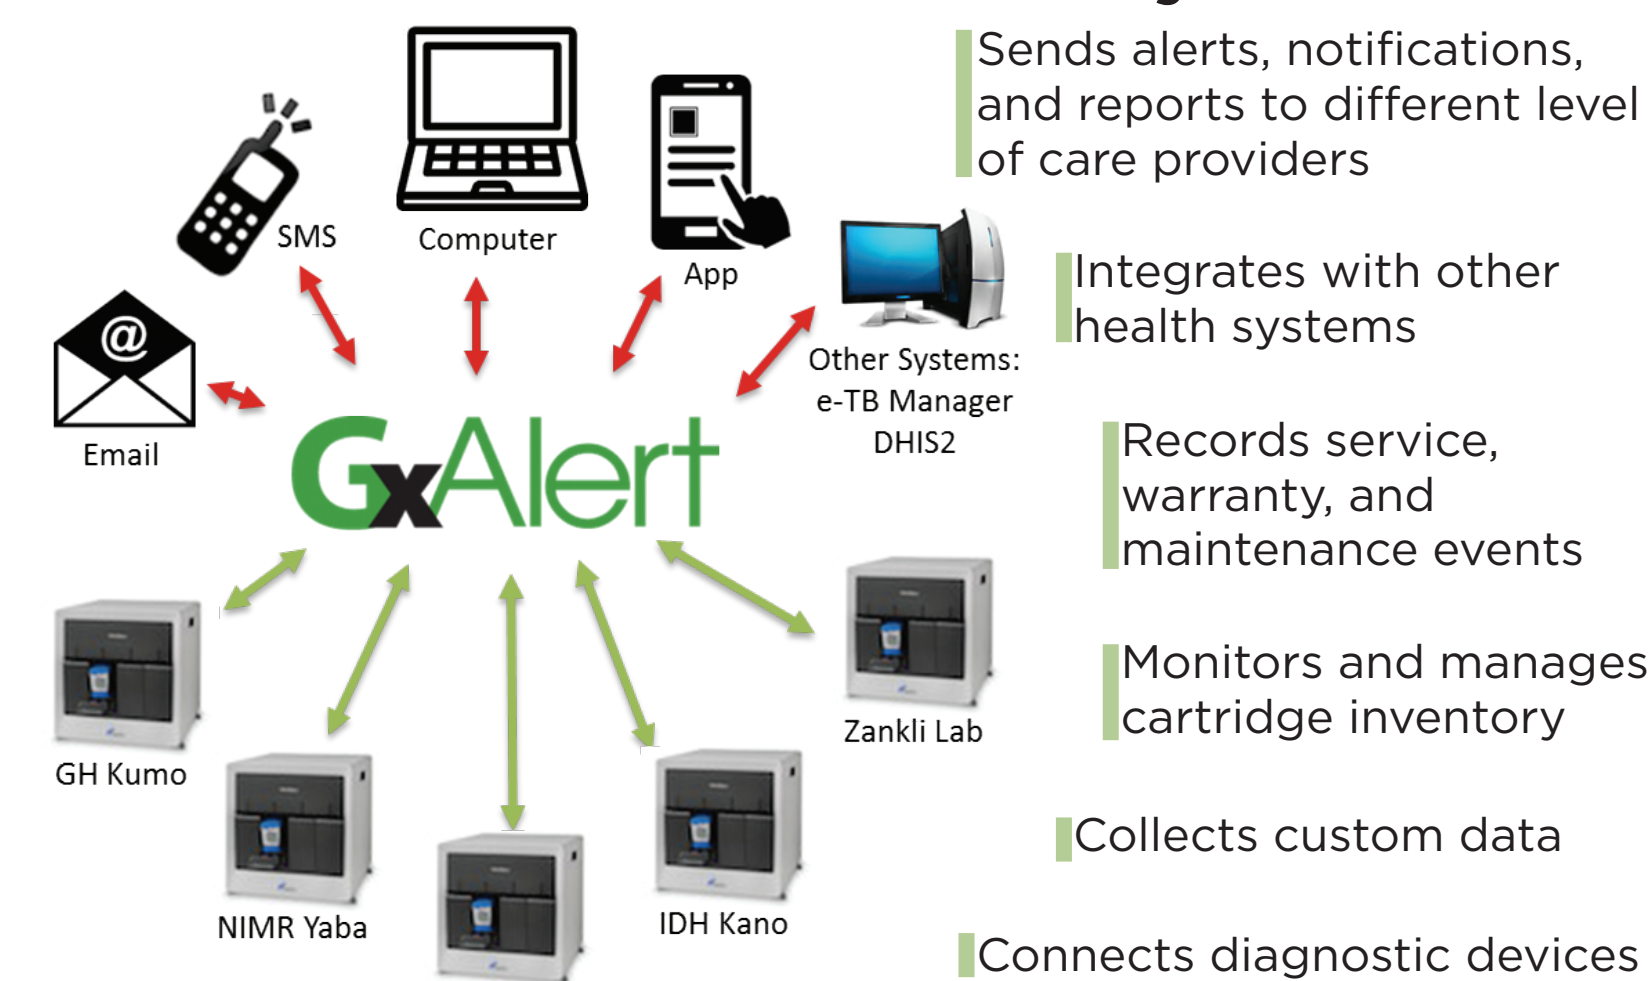 SMS
Computer
App
@
Email
Other Systems:
e-TB Manager
DHIS2
GxAlert
GH Kumo
NIMR Yaba
IDH Kano
Zankli Lab
Sends alerts, notifications,
and reports to different level
of care providers
Integrates with other
health systems
Records service,
warranty, and
maintenance events
Monitors and manages
cartridge inventory
Collects custom data
Connects diagnostic devices